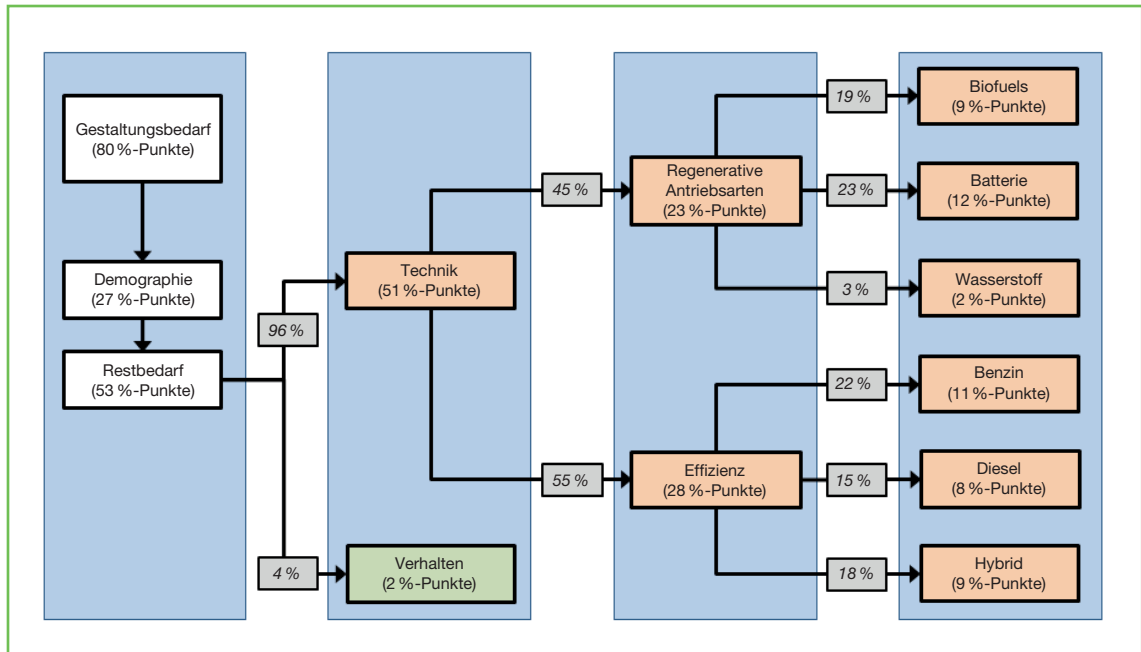 Gestaltungsbedarf
(80 %-Punkte)
Demographie
(27 %-Punkte)
Restbedarf
(53 %-Punkte)
96 %
4 %
Technik
(51 %-Punkte)
Verhalten
(2 %-Punkte)
45 %
55 %
Regenerative
Antriebsarten
(23 %-Punkte)
Effizienz
(28 %-Punkte)
19 %
23 %
3 %
22 %
15 %
18 %
Biofuels
(9 %-Punkte)
Batterie
(12 %-Punkte)
Wasserstoff
(2 %-Punkte)
Benzin
(11 %-Punkte)
Diesel
(8 %-Punkte)
Hybrid
(9 %-Punkte)